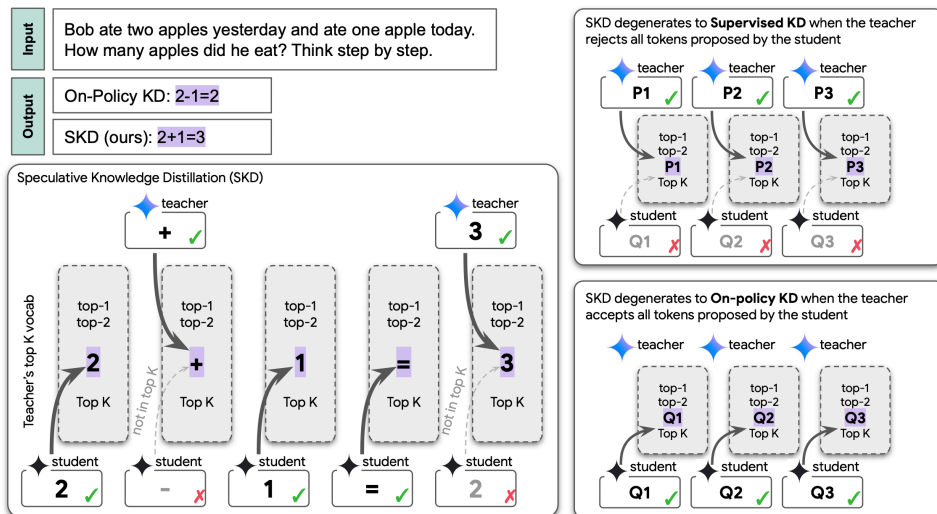 Input
Bob ate two apples yesterday and ate one apple today.
How many apples did he eat? Think step by step.
Output
On-Policy KD: 2-1=2
SKD (ours): 2+1=3
Speculative Knowledge Distillation (SKD)
teacher
teacher
+
3
Teacher's top K vocab
top-1
top-2
2
Top K
top-1
top-2
+
Top K
top-1
top-2
1
Top K
top-1
top-2
=
Top K
top-1
top-2
3
Top K
not in top K
not in top K
student
student
student
student
student
2
-
1
=
2
SKD degenerates to Supervised KD when the teacher
rejects all tokens proposed by the student
teacher
teacher
teacher
P1
P2
P3
top-1
top-2
P1
Top K
top-1
top-2
P2
Top K
top-1
top-2
P3
Top K
student
student
student
Q1
Q2
Q3
SKD degenerates to On-policy KD when the teacher
accepts all tokens proposed by the student
teacher
teacher
teacher
top-1
top-2
Q1
Top K
top-1
top-2
Q2
Top K
top-1
top-2
Q3
Top K
student
student
student
Q1
Q2
Q3